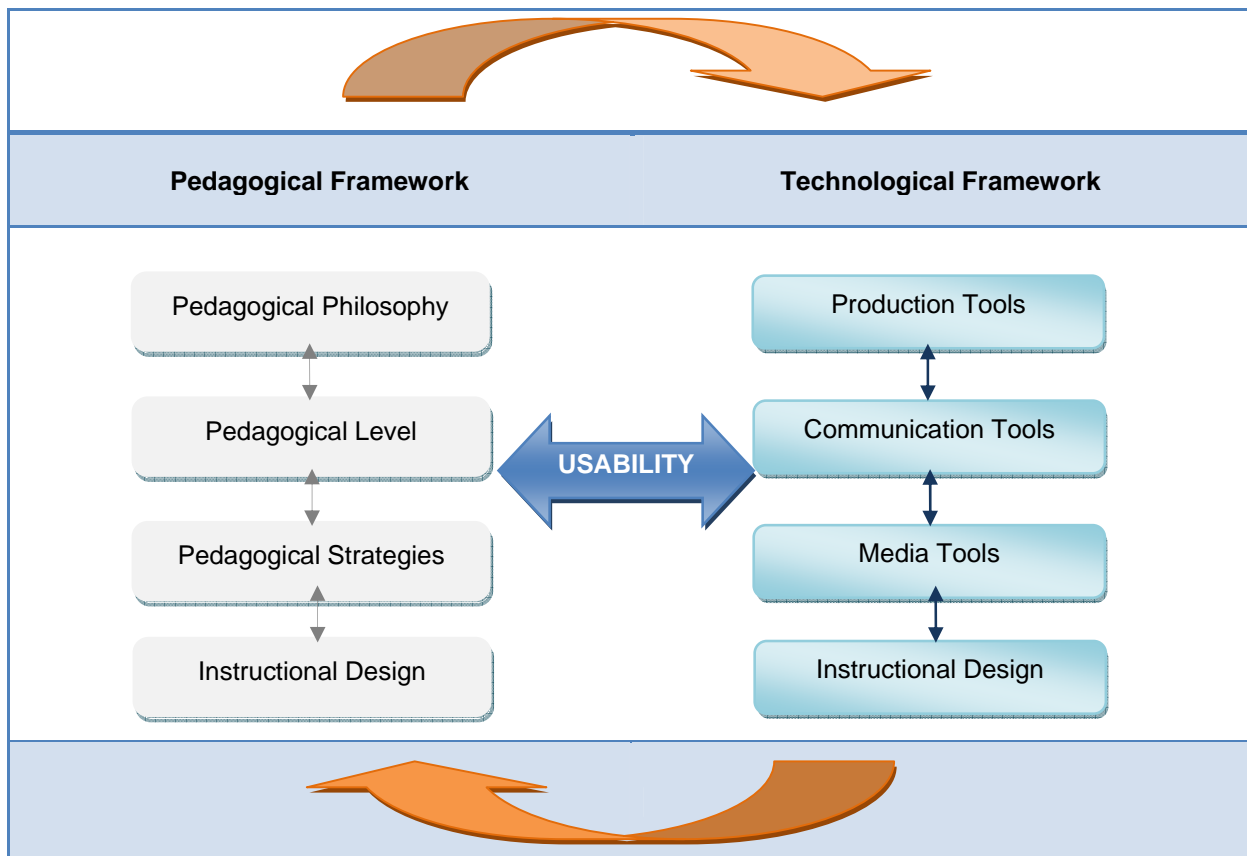 Pedagogical Framework
Technological Framework
Pedagogical Philosophy
Pedagogical Level
Pedagogical Strategies
Instructional Design
USABILITY
Production Tools
Communication Tools
Media Tools
Instructional Design